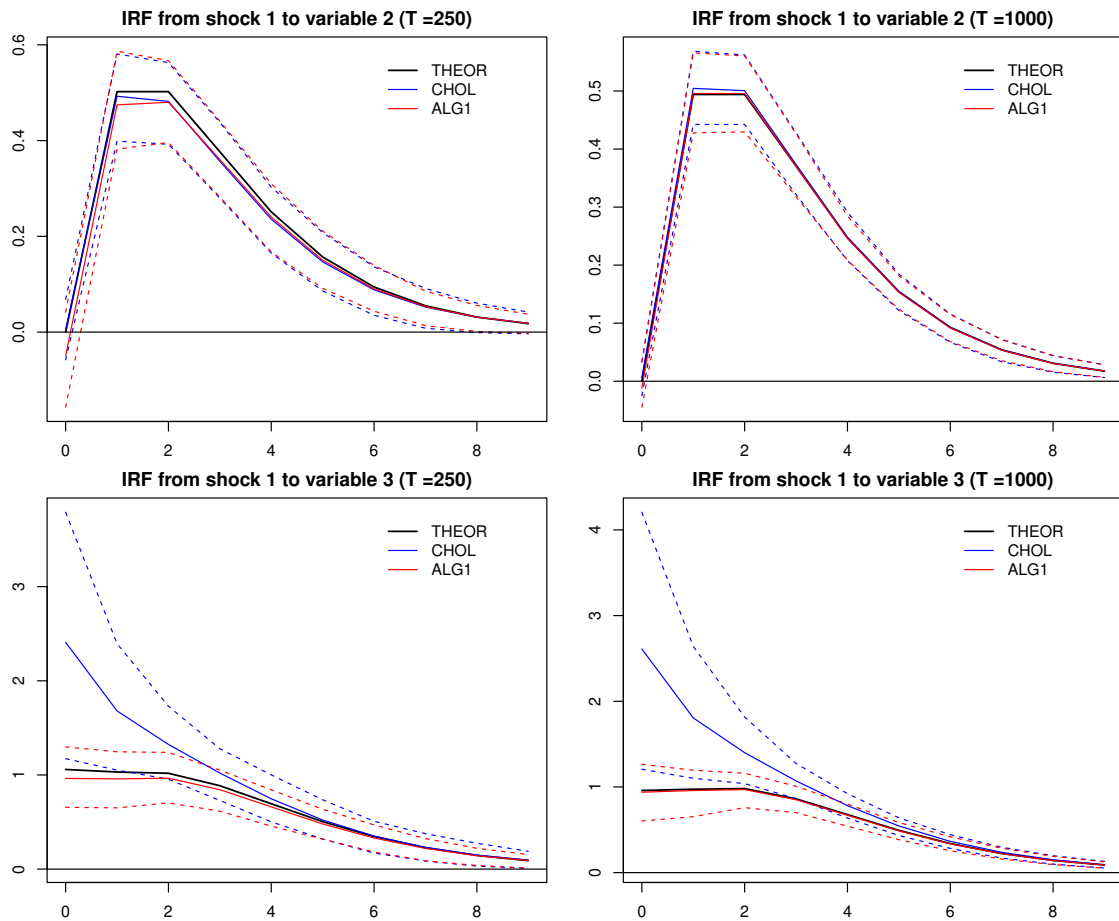 IRF from shock 1 to variable 2 (T =250)
0.6
0.4
0.2
0.0
THEOR
CHOL
ALG1
0 2 4 6 8
IRF from shock 1 to variable 2 (T =1000)
0.5
0.4
0.3
0.2
0.1
0.0
THEOR
CHOL
ALG1
0 2 4 6 8
IRF from shock 1 to variable 3 (T =250)
3
2
1
0
THEOR
CHOL
ALG1
0 2 4 6 8
IRF from shock 1 to variable 3 (T =1000)
4
3
2
1
0
THEOR
CHOL
ALG1
0 2 4 6 8